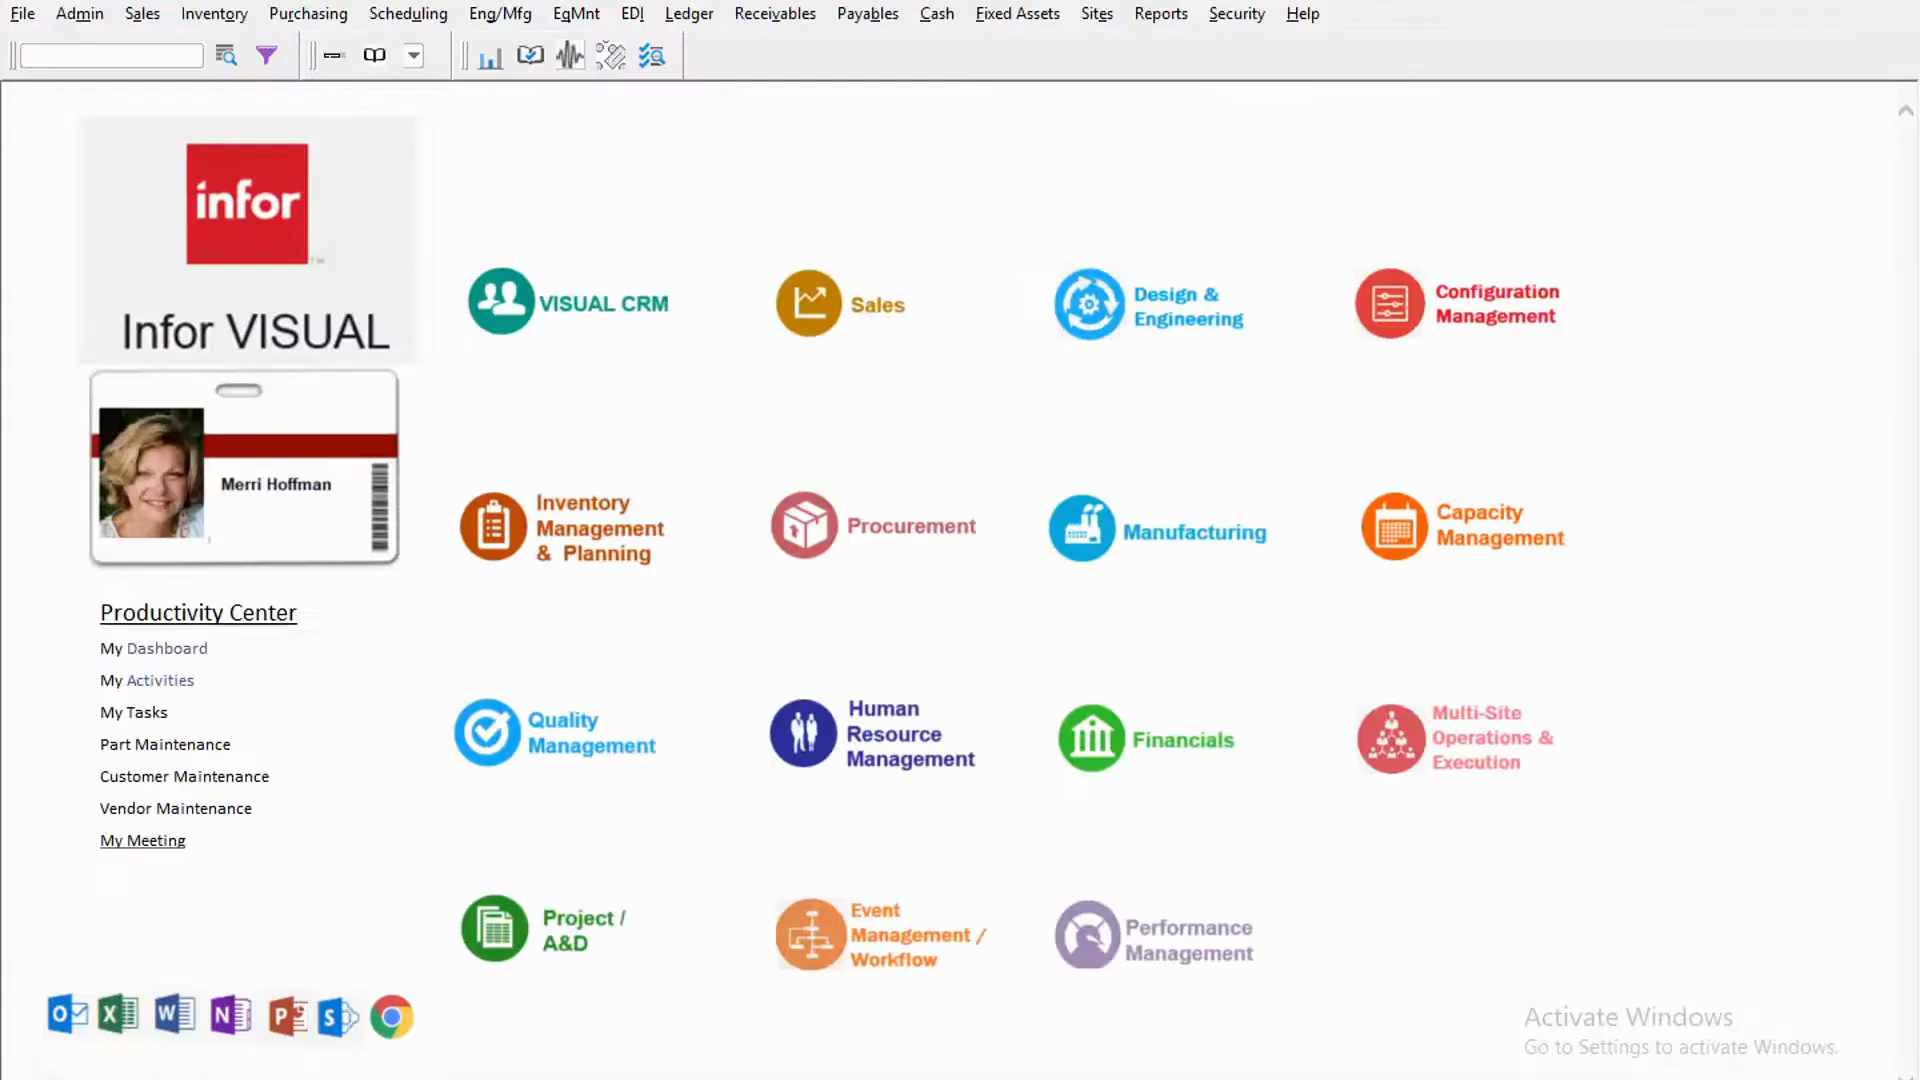 File Admin Sales Inventory Purchasing Scheduling Eng/Mfg EqMnt EDI Ledger Receivables Payables Cash Fixed Assets Sites Reports Security Help
infor
TM
Infor VISUAL
Merri Hoffman
Productivity Center
My Dashboard
My Activities
My Tasks
Part Maintenance
Customer Maintenance
Vendor Maintenance
My Meeting
VISUAL CRM
Sales
Design &
Engineering
Configuration
Management
Inventory
Management
& Planning
Procurement
Manufacturing
Capacity
Management
Quality
Management
Human
Resource
Management
Financials
Multi-Site
Operations &
Execution
Project /
A&D
Event
Management /
Workflow
Performance
Management
O
X
W
N
P
S
Activate Windows
Go to Settings to activate Windows.